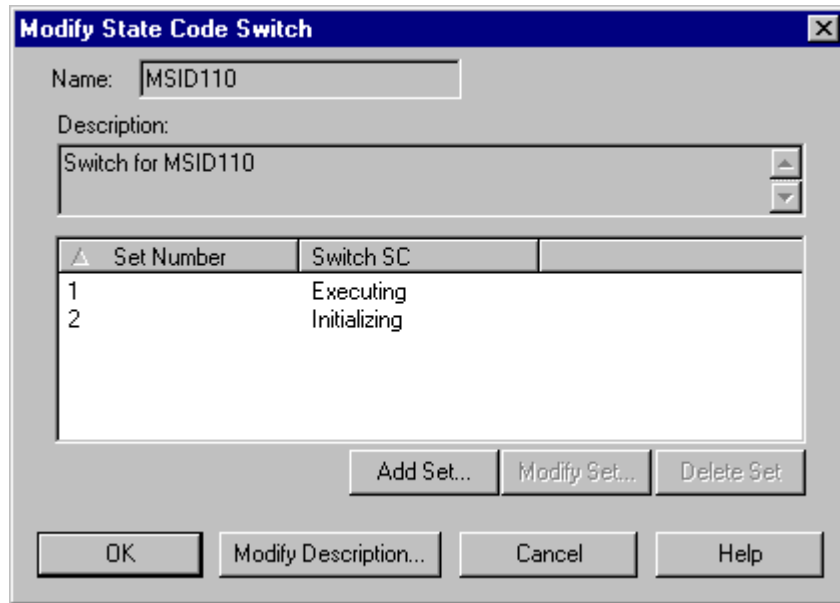 Modify State Code Switch
Name: MSID110
Description:
Switch for MSID110
Set Number Switch SC
1 Executing
2 Initializing
Add Set... Modify Set... Delete Set
OK Modify Description... Cancel Help